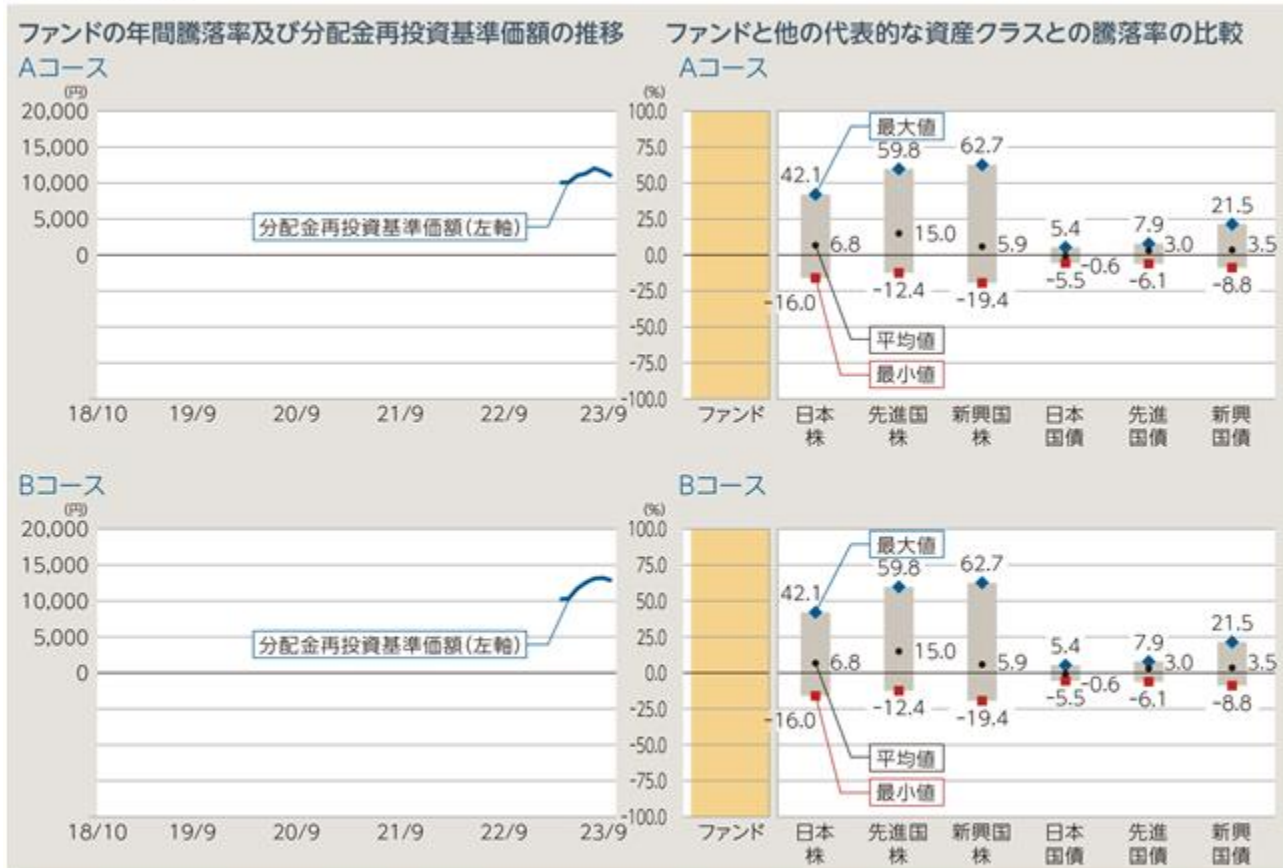 ファンドの年間騰落率及び分配金再投資基準価額の推移
Aコース
(円)
20,000
15,000
10,000
5,000
0
分配金再投資基準価額(左軸)
(%)
100.0
75.0
50.0
25.0
0.0
-25.0
-50.0
-75.0
-100.0
18/10 19/9 20/9 21/9 22/9 23/9
ファンドと他の代表的な資産クラスとの騰落率の比較
Aコース
最大値
42.1 59.8 62.7 5.4 7.9 21.5
6.8 15.0 5.9 -0.6 3.0 3.5
-16.0 -12.4 -19.4 -5.5 -6.1 -8.8
平均値
最小値
ファンド 日本株 先進国株 新興国株 日本国債 先進国債 新興国債
Bコース
(円)
20,000
15,000
10,000
5,000
0
分配金再投資基準価額(左軸)
(%)
100.0
75.0
50.0
25.0
0.0
-25.0
-50.0
-75.0
-100.0
18/10 19/9 20/9 21/9 22/9 23/9
Bコース
最大値
42.1 59.8 62.7 5.4 7.9 21.5
6.8 15.0 5.9 -0.6 3.0 3.5
-16.0 -12.4 -19.4 -5.5 -6.1 -8.8
平均値
最小値
ファンド 日本株 先進国株 新興国株 日本国債 先進国債 新興国債